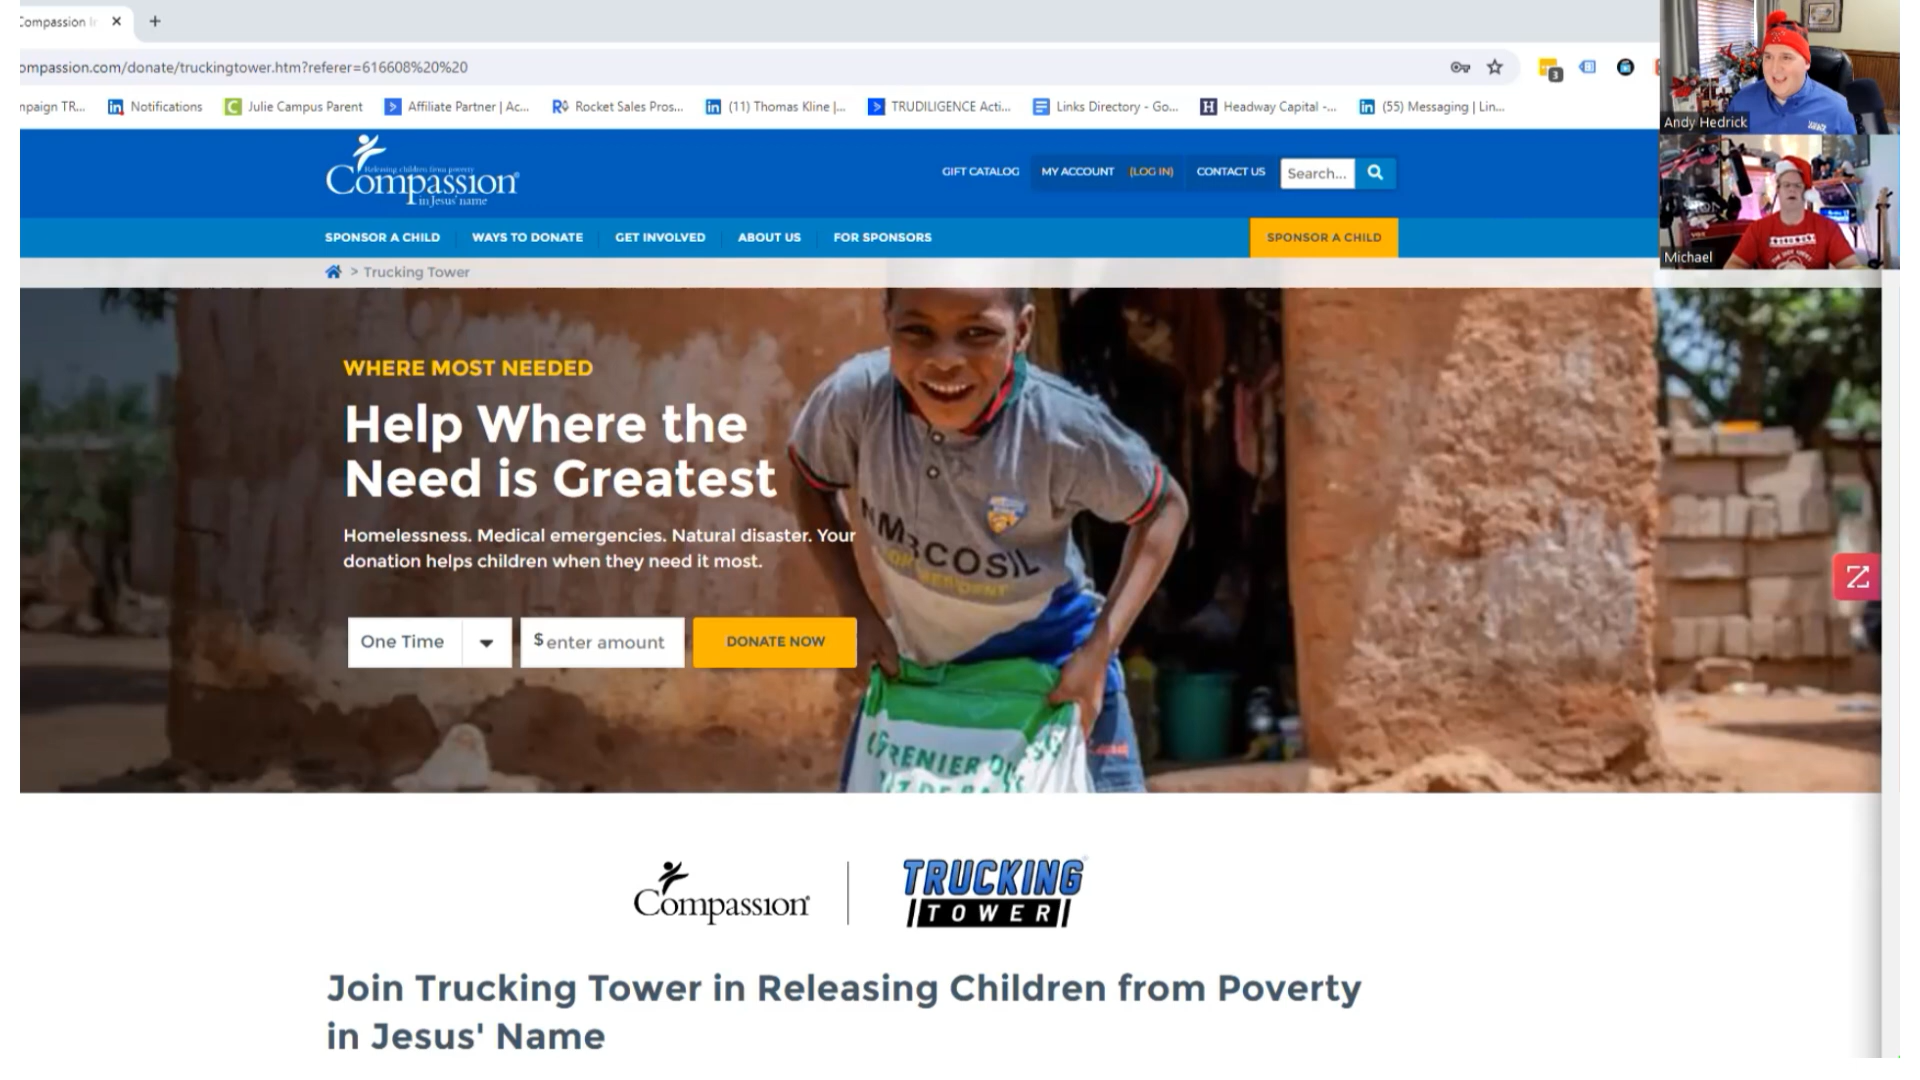 Compassion In
ompassion.com/donate/truckingtower.htm?referer=616608%20%20
3
npaign TR...
Notifications
Julie Campus Parent
Affiliate Partner | Ac...
Rocket Sales Pros...
(11) Thomas Kline |...
TRUDILIGENCE Acti...
Links Directory - Go...
Headway Capital -...
(55) Messaging | Lin...
Andy Hedrick
Michael
Releasing children from poverty
Compassion®
in Jesus' name
GIFT CATALOG
MY ACCOUNT (LOG IN)
CONTACT US
Search...
SPONSOR A CHILD
WAYS TO DONATE
GET INVOLVED
ABOUT US
FOR SPONSORS
SPONSOR A CHILD
> Trucking Tower
WHERE MOST NEEDED
Help Where the
Need is Greatest
Homelessness. Medical emergencies. Natural disaster. Your
donation helps children when they need it most.
One Time
$ enter amount
DONATE NOW
Compassion®
TRUCKING
TOWER
Join Trucking Tower in Releasing Children from Poverty
in Jesus' Name